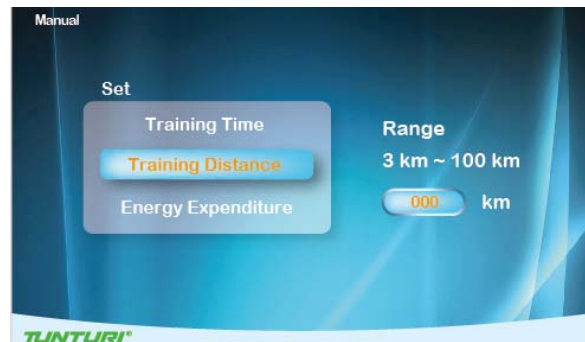 Manual
Set
Training Time
Training Distance
Energy Expenditure
Range
3 km ~ 100 km
000 km
TUNTURI®